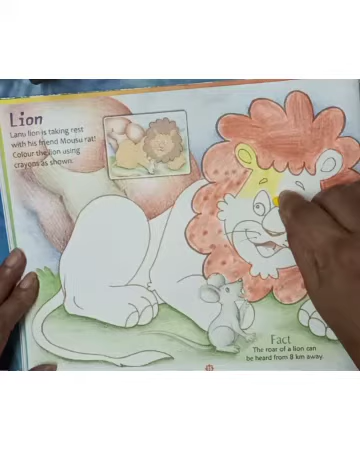 Lion
Lanu lion is taking rest
with his friend Mousu rat!
Colour the lion using
crayons as shown.
Fact
The roar of a lion can
be heard from 8 km away.